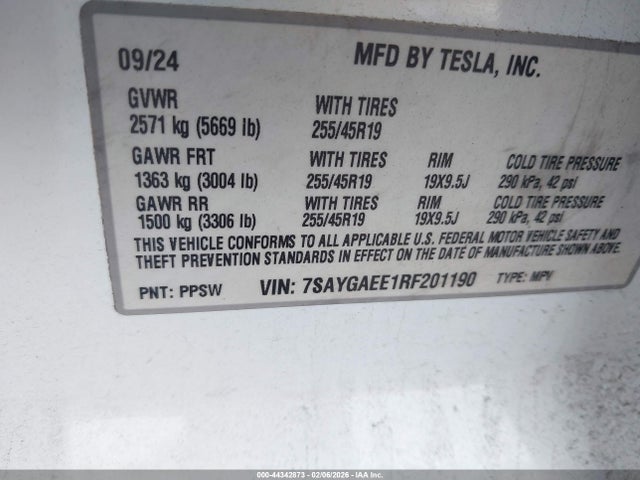 09/24 MFD BY TESLA, INC.
GVWR WITH TIRES
2571 kg (5669 lb) 255/45R19
GAWR FRT WITH TIRES RIM COLD TIRE PRESSURE
1363 kg (3004 lb) 255/45R19 19X9.5J 290 kPa, 42 psi
GAWR RR WITH TIRES RIM COLD TIRE PRESSURE
1500 kg (3306 lb) 255/45R19 19X9.5J 290 kPa, 42 psi
THIS VEHICLE CONFORMS TO ALL APPLICABLE U.S. FEDERAL MOTOR VEHICLE SAFETY AND
THEFT PREVENTION STANDARDS IN EFFECT ON THE DATE OF MANUFACTURE SHOWN ABOVE.
PNT: PPSW VIN: 7SAYGAEE1RF201190 TYPE: MPV
000-44342873 - 02/06/2026 - IAA Inc.